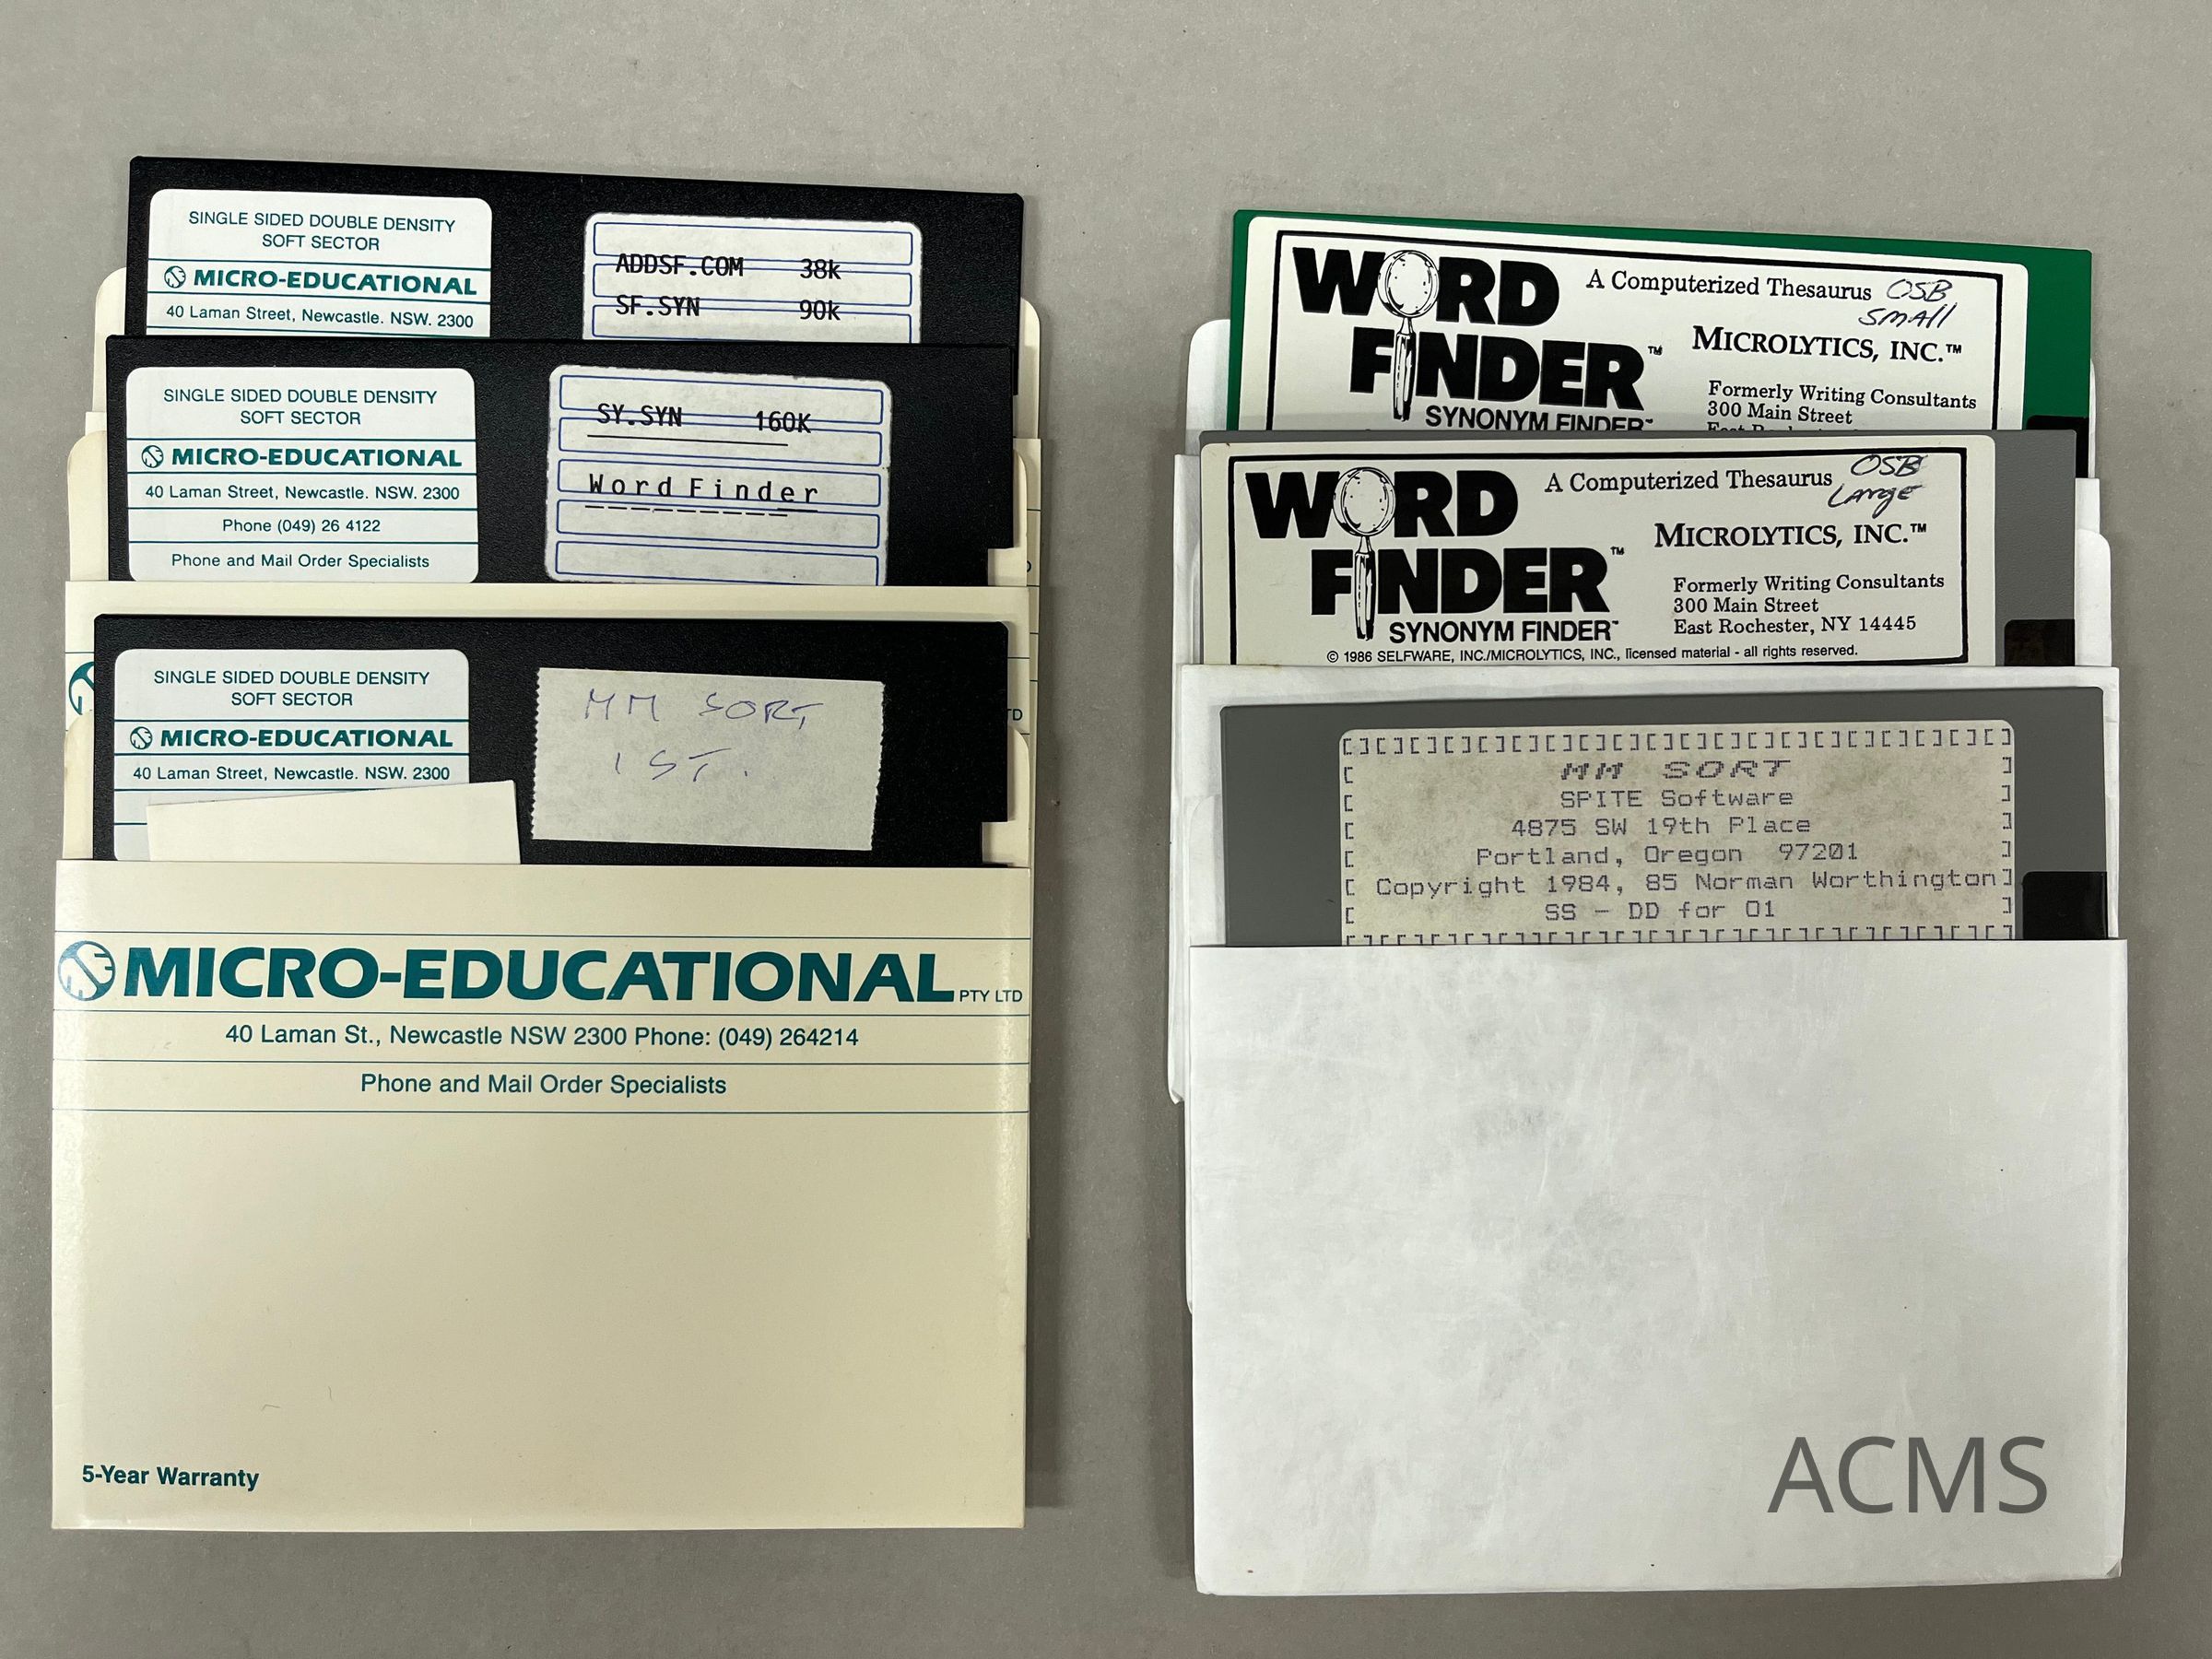 SINGLE SIDED DOUBLE DENSITY
SOFT SECTOR
MICRO-EDUCATIONAL
40 Laman Street, Newcastle. NSW. 2300
ADDSF.COM 38k
SF.SYN 90k
SINGLE SIDED DOUBLE DENSITY
SOFT SECTOR
MICRO-EDUCATIONAL
40 Laman Street, Newcastle. NSW. 2300
Phone (049) 26 4122
Phone and Mail Order Specialists
SY.SYN 160K
Word Finder
SINGLE SIDED DOUBLE DENSITY
SOFT SECTOR
MICRO-EDUCATIONAL
40 Laman Street, Newcastle. NSW. 2300
MM SORT
1ST.
MICRO-EDUCATIONAL PTY LTD
40 Laman St., Newcastle NSW 2300 Phone: (049) 264214
Phone and Mail Order Specialists
5-Year Warranty
WORD FINDER™
SYNONYM FINDER™
A Computerized Thesaurus OSB
SMALL
MICROLYTICS, INC.™
Formerly Writing Consultants
300 Main Street
WORD FINDER™
SYNONYM FINDER™
A Computerized Thesaurus OSB
LArgE
MICROLYTICS, INC.™
Formerly Writing Consultants
300 Main Street
East Rochester, NY 14445
© 1986 SELFWARE, INC./MICROLYTICS, INC., licensed material - all rights reserved.
MM SORT
SPITE Software
4875 SW 19th Place
Portland, Oregon 97201
Copyright 1984, 85 Norman Worthington
SS - DD for O1
ACMS